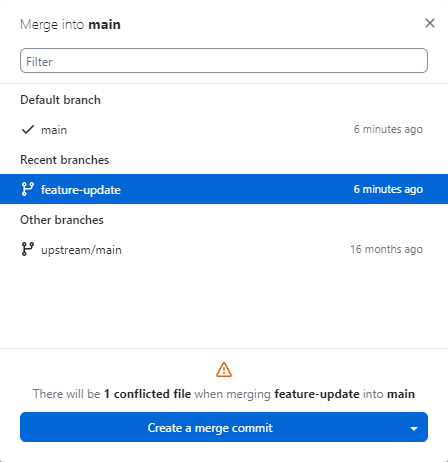 Merge into main
Filter
Default branch
main 6 minutes ago
Recent branches
feature-update 6 minutes ago
Other branches
upstream/main 16 months ago
There will be 1 conflicted file when merging feature-update into main
Create a merge commit